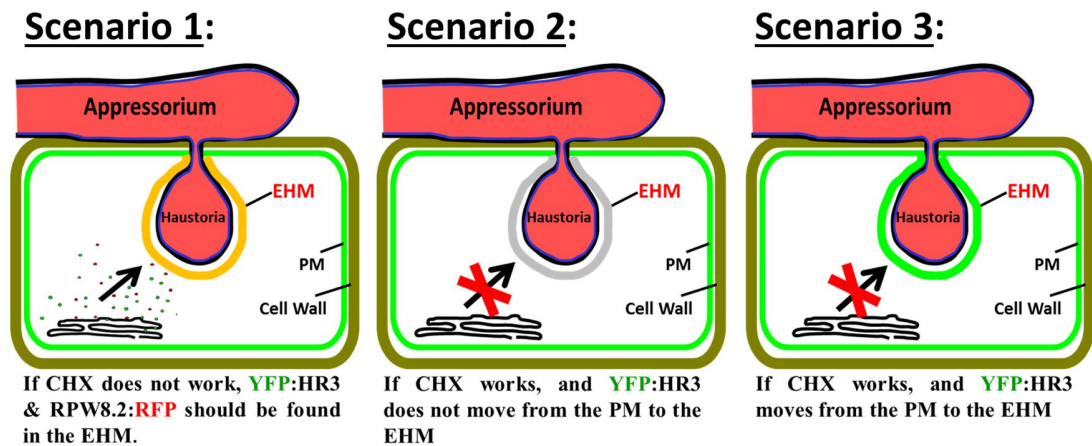 Scenario 1:
Appressorium
Haustoria
EHM
PM
Cell Wall
If CHX does not work, YFP:HR3
& RPW8.2:RFP should be found
in the EHM.
Scenario 2:
Appressorium
Haustoria
EHM
PM
Cell Wall
If CHX works, and YFP:HR3
does not move from the PM to the
EHM
Scenario 3:
Appressorium
Haustoria
EHM
PM
Cell Wall
If CHX works, and YFP:HR3
moves from the PM to the EHM